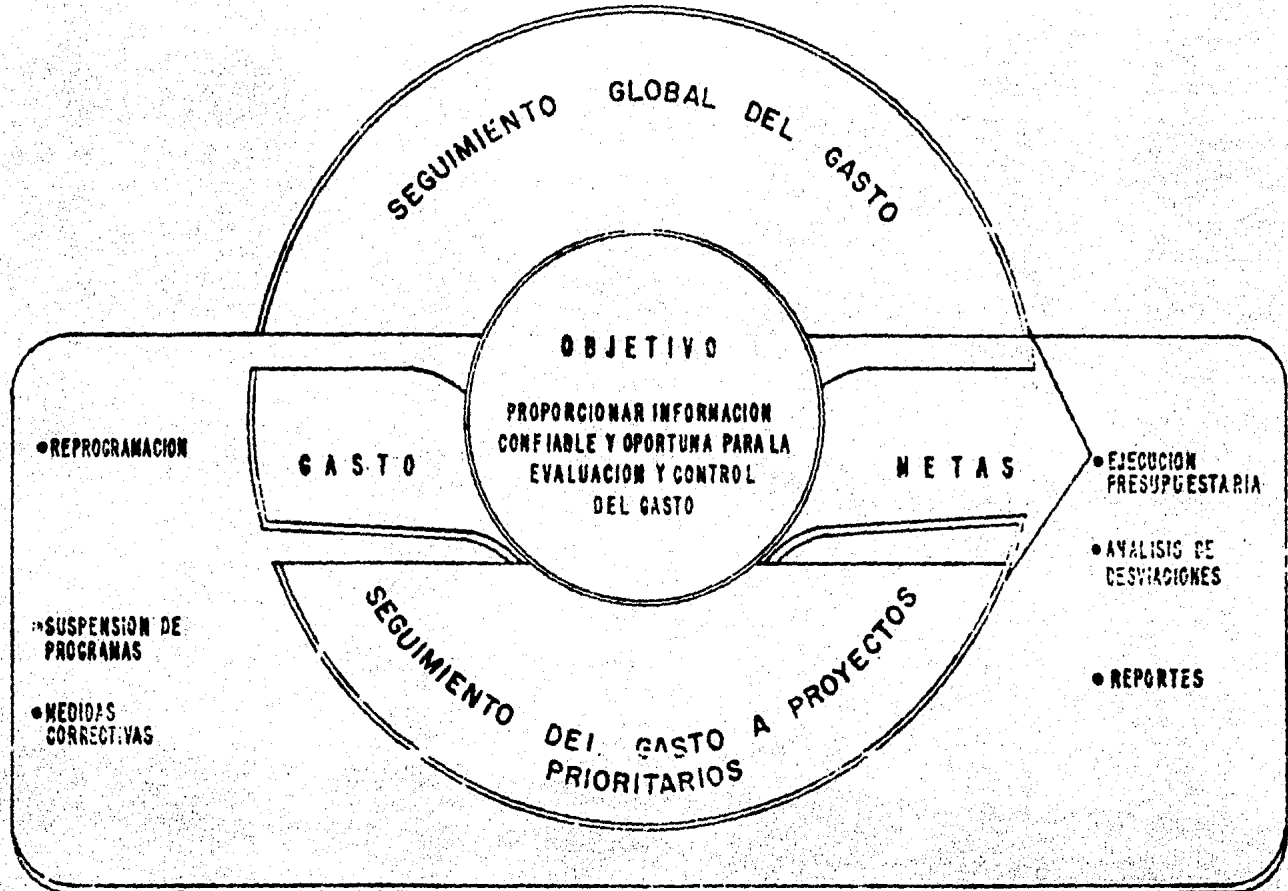 SEGUIMIENTO GLOBAL DEL GASTO
OBJETIVO
PROPORCIONAR INFORMACION
CONFIABLE Y OPORTUNA PARA LA
EVALUACION Y CONTROL
DEL GASTO
GASTO
METAS
•REPROGRAMACION
•SUSPENSION DE
PROGRAMAS
•MEDIDAS
CORRECTIVAS
•EJECUCION
PRESUPUESTARIA
•ANALISIS DE
DESVIACIONES
•REPORTES
SEGUIMIENTO DEL GASTO A PROYECTOS
PRIORITARIOS